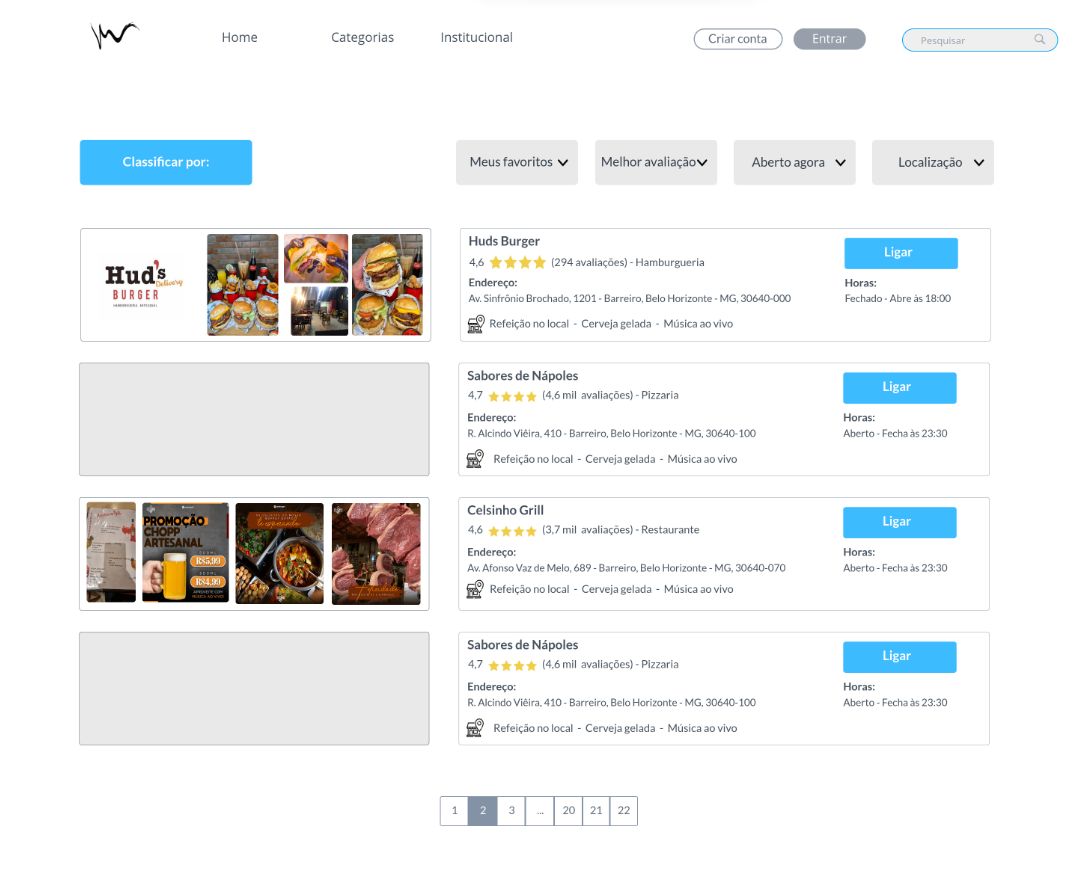 Home
Categorias
Institucional
Criar conta
Entrar
Pesquisar
Classificar por:
Meus favoritos
Melhor avaliação
Aberto agora
Localização
Hud's
Delivery
BURGER
Huds Burger
4,6 (294 avaliações) - Hamburgueria
Endereço:
Av. Sinfrônio Brochado, 1201 - Barreiro, Belo Horizonte - MG, 30640-000
Refeição no local - Cerveja gelada - Música ao vivo
Ligar
Horas:
Fechado - Abre às 18:00
Sabores de Nápoles
4,7 (4,6 mil avaliações) - Pizzaria
Endereço:
R. Alcindo Viêira, 410 - Barreiro, Belo Horizonte - MG, 30640-100
Refeição no local - Cerveja gelada - Música ao vivo
Ligar
Horas:
Aberto - Fecha às 23:30
PROMOÇÃO
CHOPP
ARTESANAL
R$5,99
R$4,99
Celsinho Grill
4,6 (3,7 mil avaliações) - Restaurante
Endereço:
Av. Afonso Vaz de Melo, 689 - Barreiro, Belo Horizonte - MG, 30640-070
Refeição no local - Cerveja gelada - Música ao vivo
Ligar
Horas:
Aberto - Fecha às 23:30
Sabores de Nápoles
4,7 (4,6 mil avaliações) - Pizzaria
Endereço:
R. Alcindo Viêira, 410 - Barreiro, Belo Horizonte - MG, 30640-100
Refeição no local - Cerveja gelada - Música ao vivo
Ligar
Horas:
Aberto - Fecha às 23:30
1 2 3 ... 20 21 22